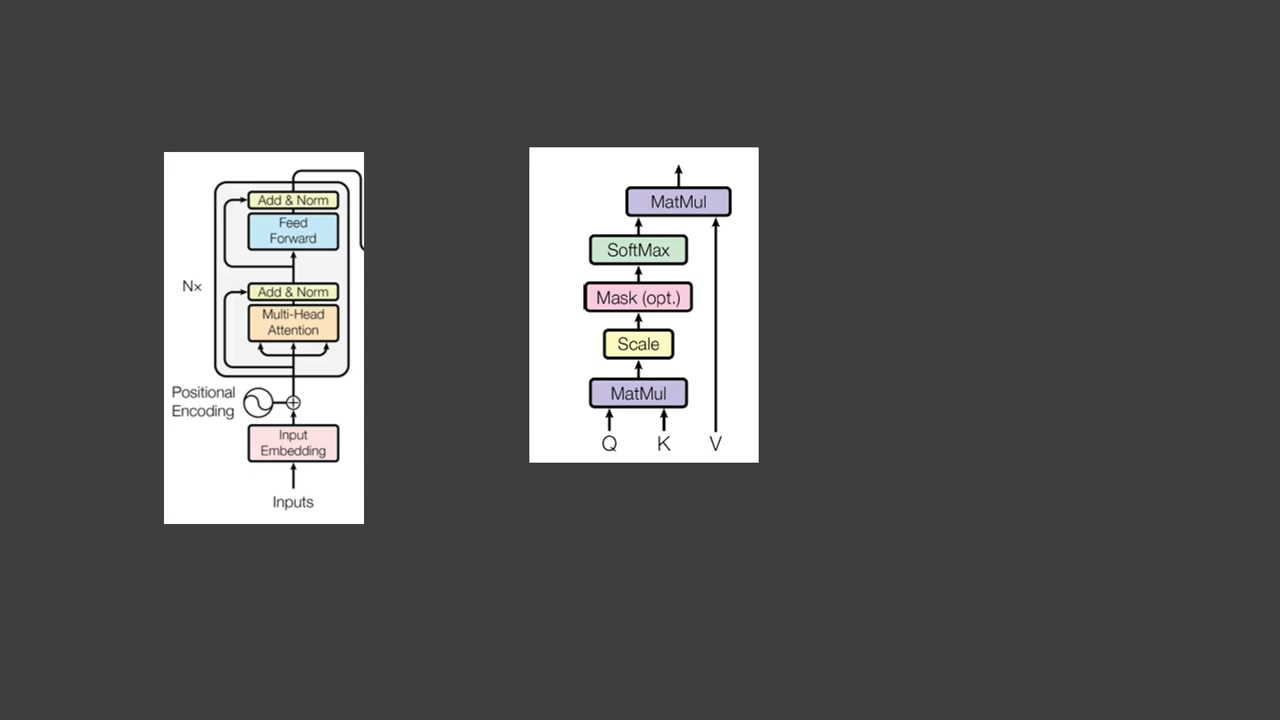 Add & Norm
Feed
Forward
N×
Add & Norm
Multi-Head
Attention
Positional
Encoding
Input
Embedding
Inputs
MatMul
SoftMax
Mask (opt.)
Scale
MatMul
Q K V